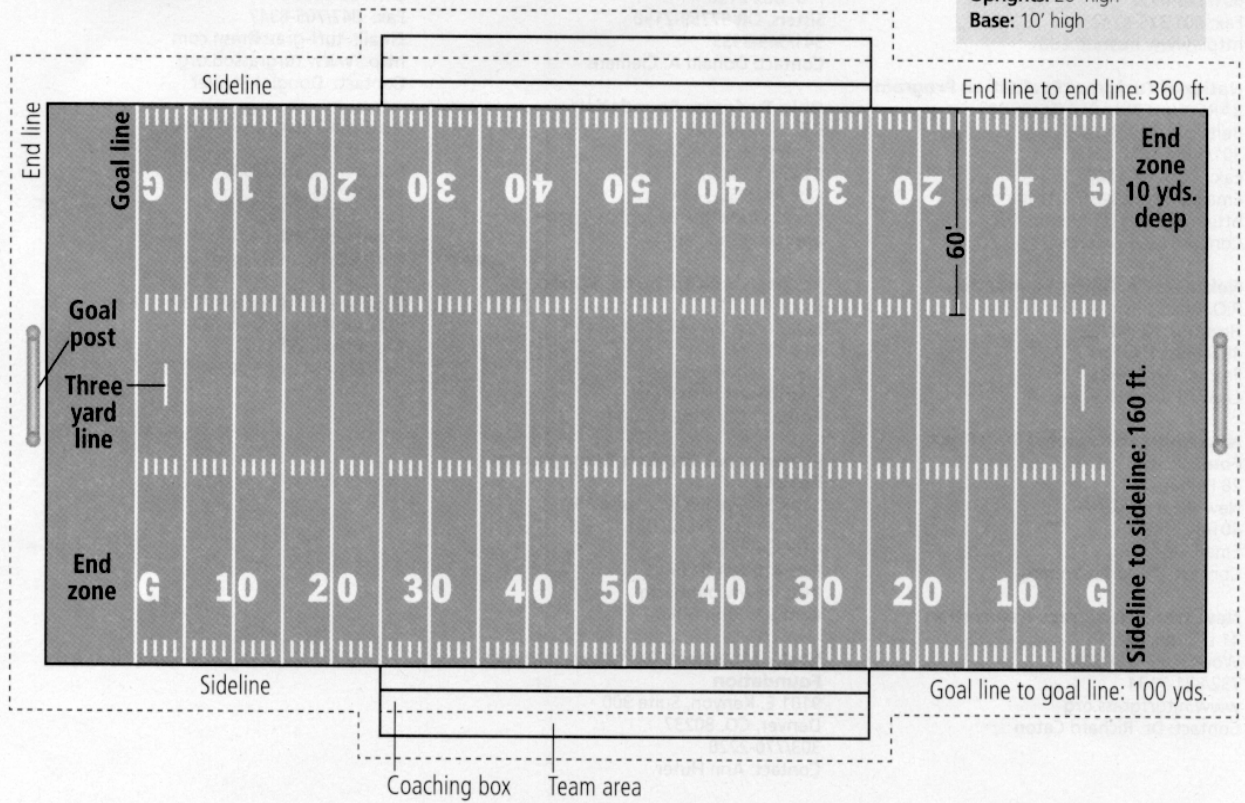 Uprights: 20' high
Base: 10' high
Sideline
End line to end line: 360 ft.
End line
Goal line
G 10 20 30 40 50 40 30 20 10 G
End
zone
10 yds.
deep
60'
Goal
post
Three
yard
line
Sideline to sideline: 160 ft.
End
zone
G 10 20 30 40 50 40 30 20 10 G
Sideline
Goal line to goal line: 100 yds.
Coaching box
Team area